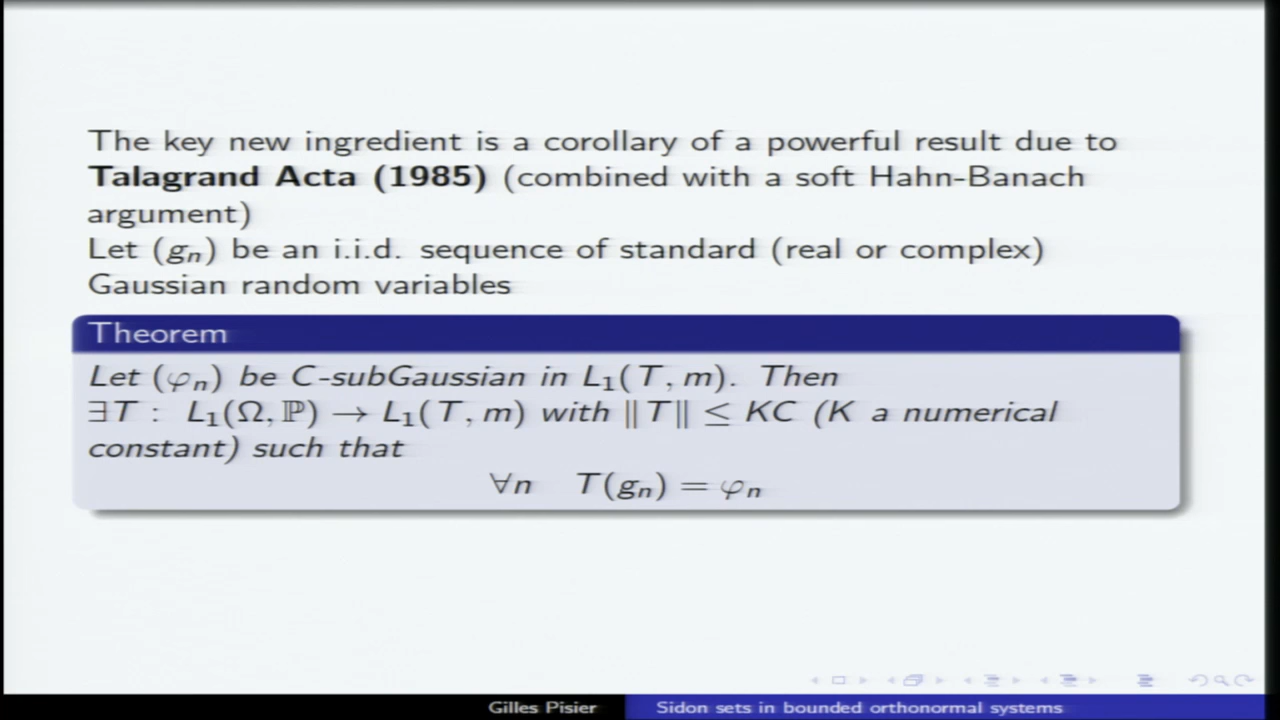 The key new ingredient is a corollary of a powerful result due to
Talagrand Acta (1985) (combined with a soft Hahn-Banach
argument)
Let (gₙ) be an i.i.d. sequence of standard (real or complex)
Gaussian random variables
Theorem
Let (φₙ) be C-subGaussian in L₁(T, m). Then
∃T : L₁(Ω, ℙ) → L₁(T, m) with ‖T‖ ≤ KC (K a numerical
constant) such that
∀n T(gₙ) = φₙ
Gilles Pisier
Sidon sets in bounded orthonormal systems